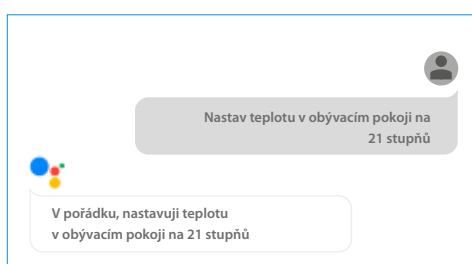 Nastav teplotu v obývacím pokoji na
21 stupňů
V pořádku, nastavuji teplotu
v obývacím pokoji na 21 stupňů